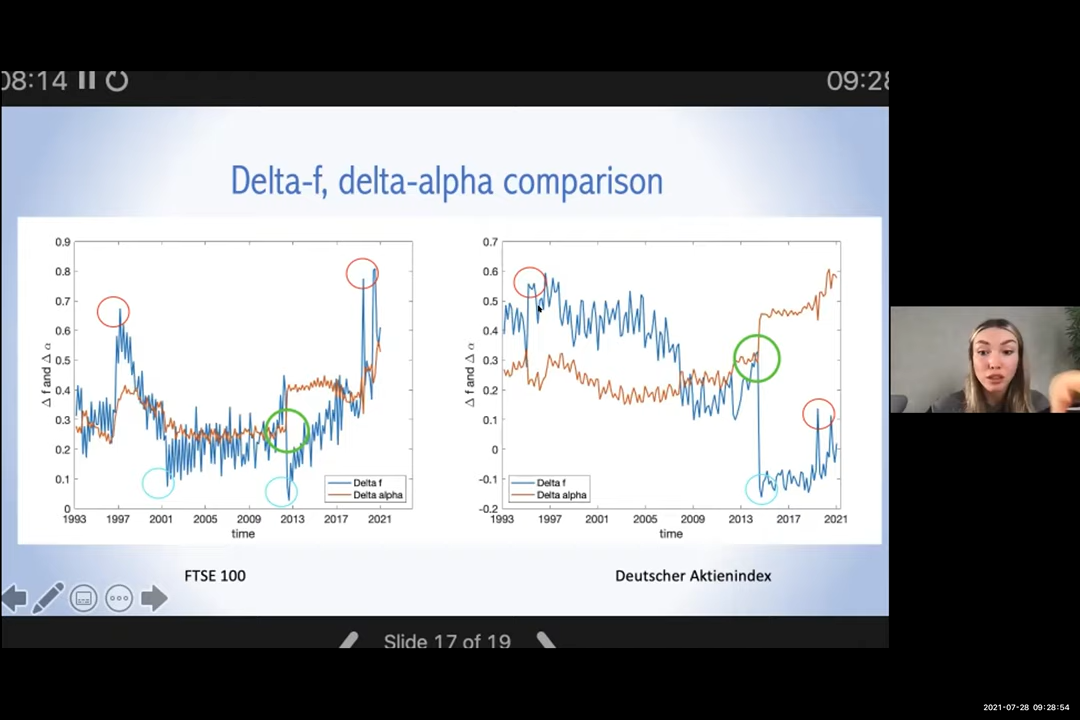 08:14
09:28
Delta-f, delta-alpha comparison
0.9
0.8
0.7
0.6
0.5
0.4
0.3
0.2
0.1
0
Δ f and Δ α
1993 1997 2001 2005 2009 2013 2017 2021
time
Delta f
Delta alpha
FTSE 100
0.7
0.6
0.5
0.4
0.3
0.2
0.1
0
-0.1
-0.2
Δ f and Δ α
1993 1997 2001 2005 2009 2013 2017 2021
time
Delta f
Delta alpha
Deutscher Aktienindex
Slide 17 of 19
2021-07-28 09:28:54